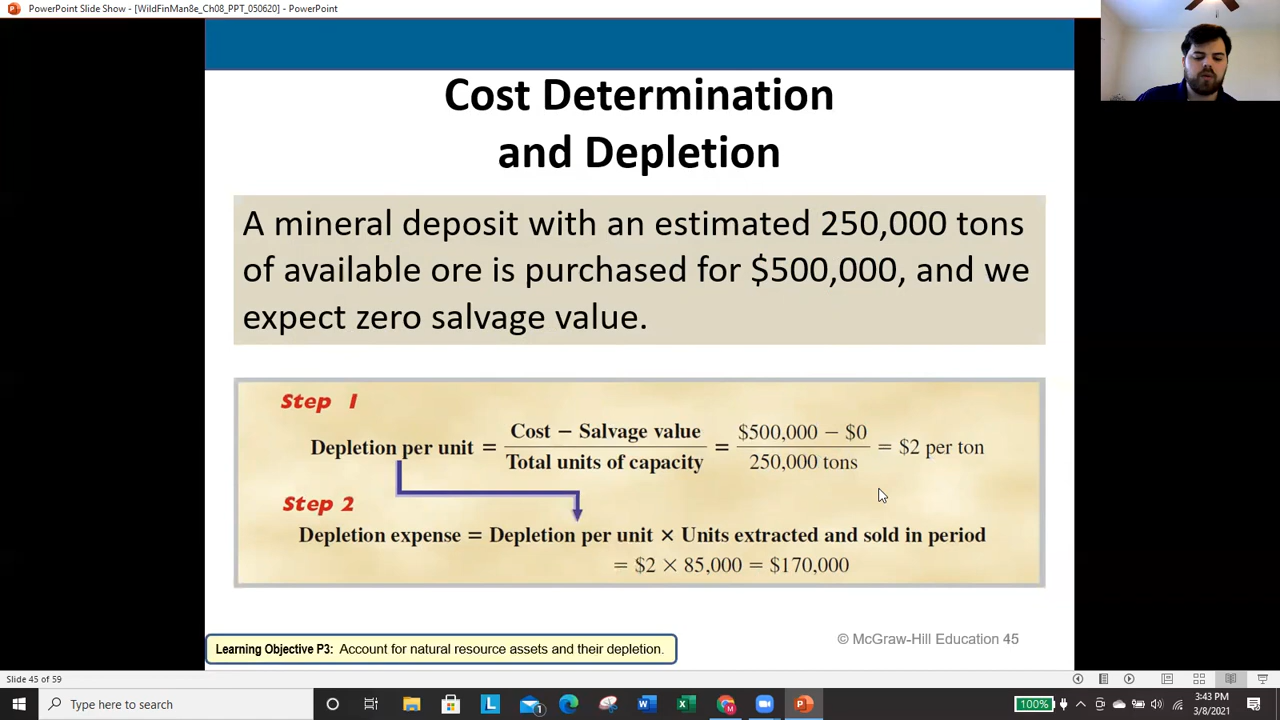 PowerPoint Slide Show - [WildFinMan8e_Ch08_PPT_050620] - PowerPoint
Cost Determination
and Depletion
A mineral deposit with an estimated 250,000 tons
of available ore is purchased for $500,000, and we
expect zero salvage value.
Step 1
Depletion per unit = Cost − Salvage value / Total units of capacity = $500,000 − $0 / 250,000 tons = $2 per ton
Step 2
Depletion expense = Depletion per unit × Units extracted and sold in period
= $2 × 85,000 = $170,000
Learning Objective P3: Account for natural resource assets and their depletion.
© McGraw-Hill Education 45
Slide 45 of 59
Type here to search
100%
3:43 PM
3/8/2021